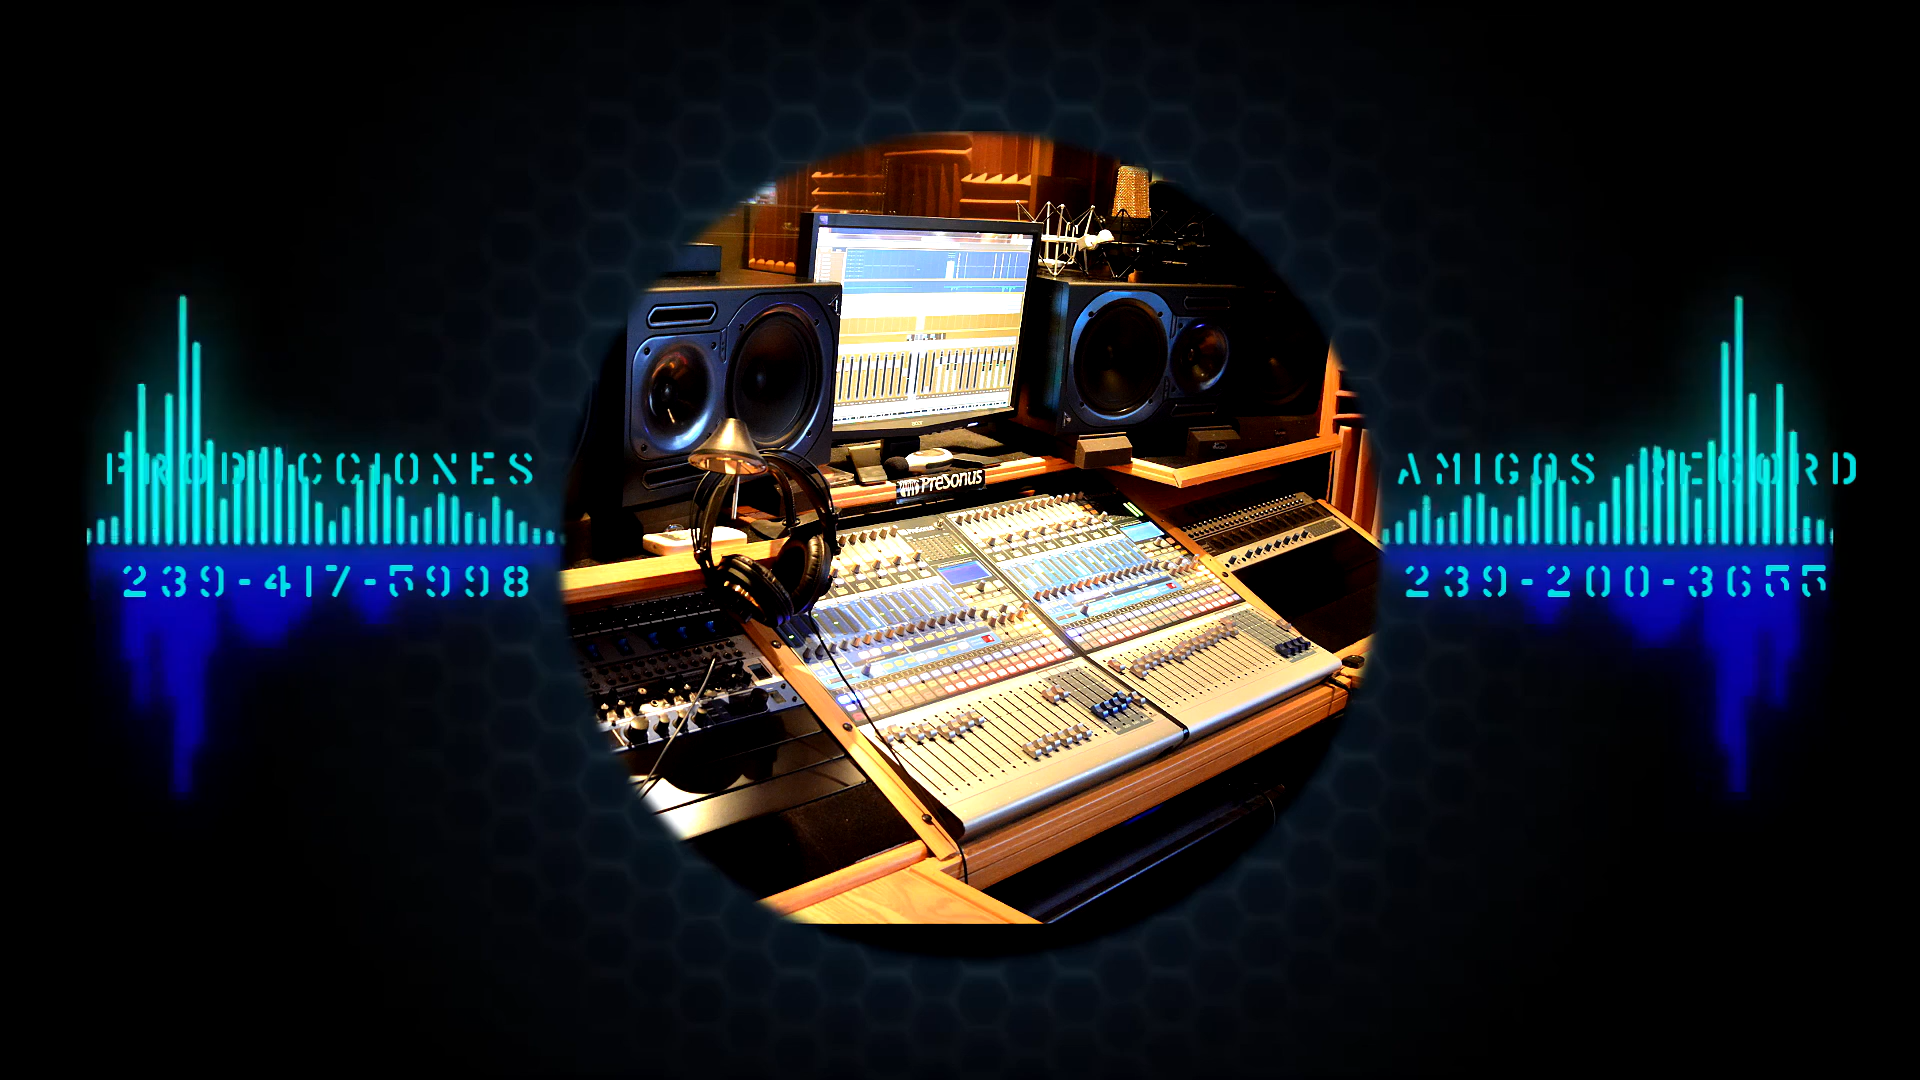 PRODUCCIONES
239-417-5998
PreSonus
AMIGOS RECORD
239-200-3655